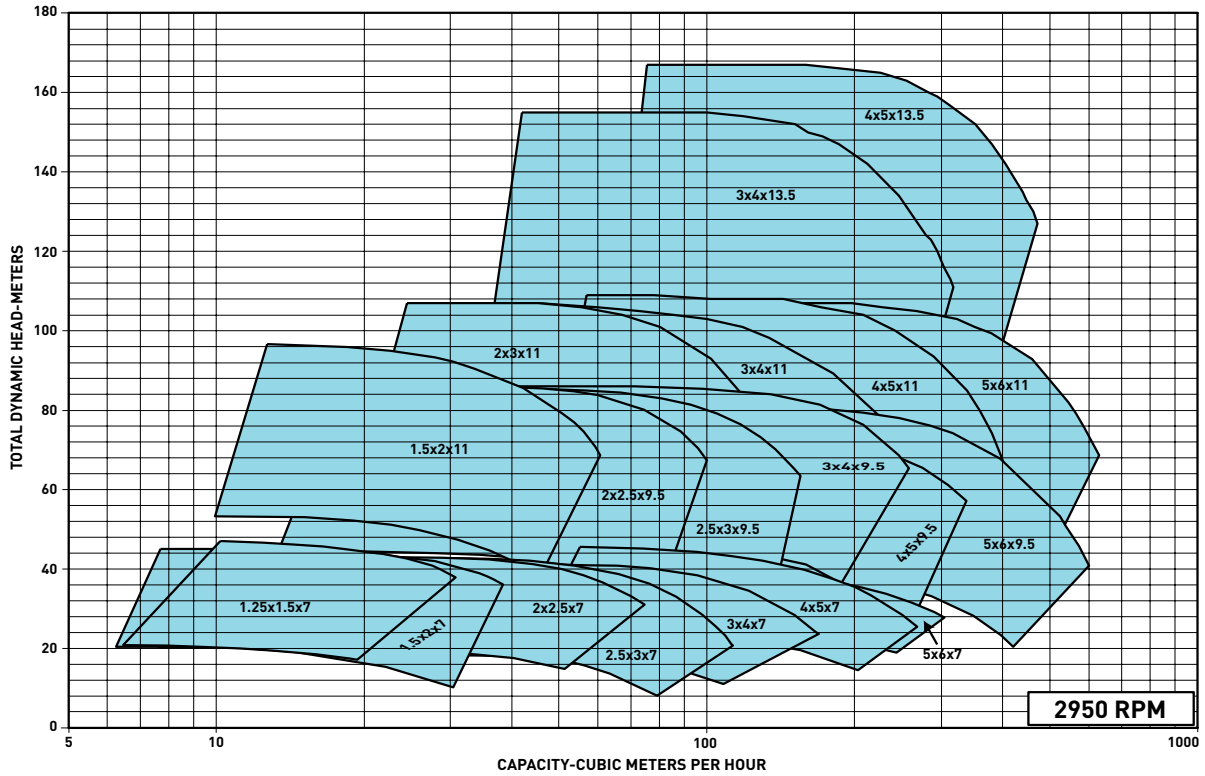 180
160
140
120
100
80
60
40
20
0
TOTAL DYNAMIC HEAD-METERS
4x5x13.5
3x4x13.5
2x3x11
3x4x11
4x5x11
5x6x11
1.5x2x11
2x2.5x9.5
3x4x9.5
2.5x3x9.5
4x5x9.5
5x6x9.5
1.25x1.5x7
1.5x2x7
2x2.5x7
2.5x3x7
3x4x7
4x5x7
5x6x7
2950 RPM
5 10 100 1000
CAPACITY-CUBIC METERS PER HOUR